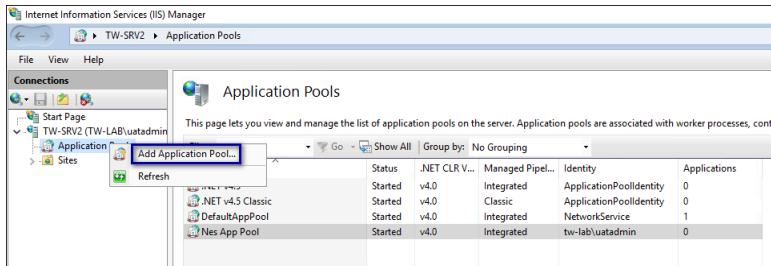 Internet Information Services (IIS) Manager
TW-SRV2 Application Pools
File View Help
Connections
Start Page
TW-SRV2 (TW-LAB\uatadmin
Application
Sites
Add Application Pool...
Refresh
Application Pools
This page lets you view and manage the list of application pools on the server. Application pools are associated with worker processes, cont
Go Show All Group by: No Grouping
Status .NET CLR V... Managed Pipel... Identity Applications
.NET v4.5 Started v4.0 Integrated ApplicationPoolIdentity 0
.NET v4.5 Classic Started v4.0 Classic ApplicationPoolIdentity 0
DefaultAppPool Started v4.0 Integrated NetworkService 1
Nes App Pool Started v4.0 Integrated tw-lab\uatadmin 0